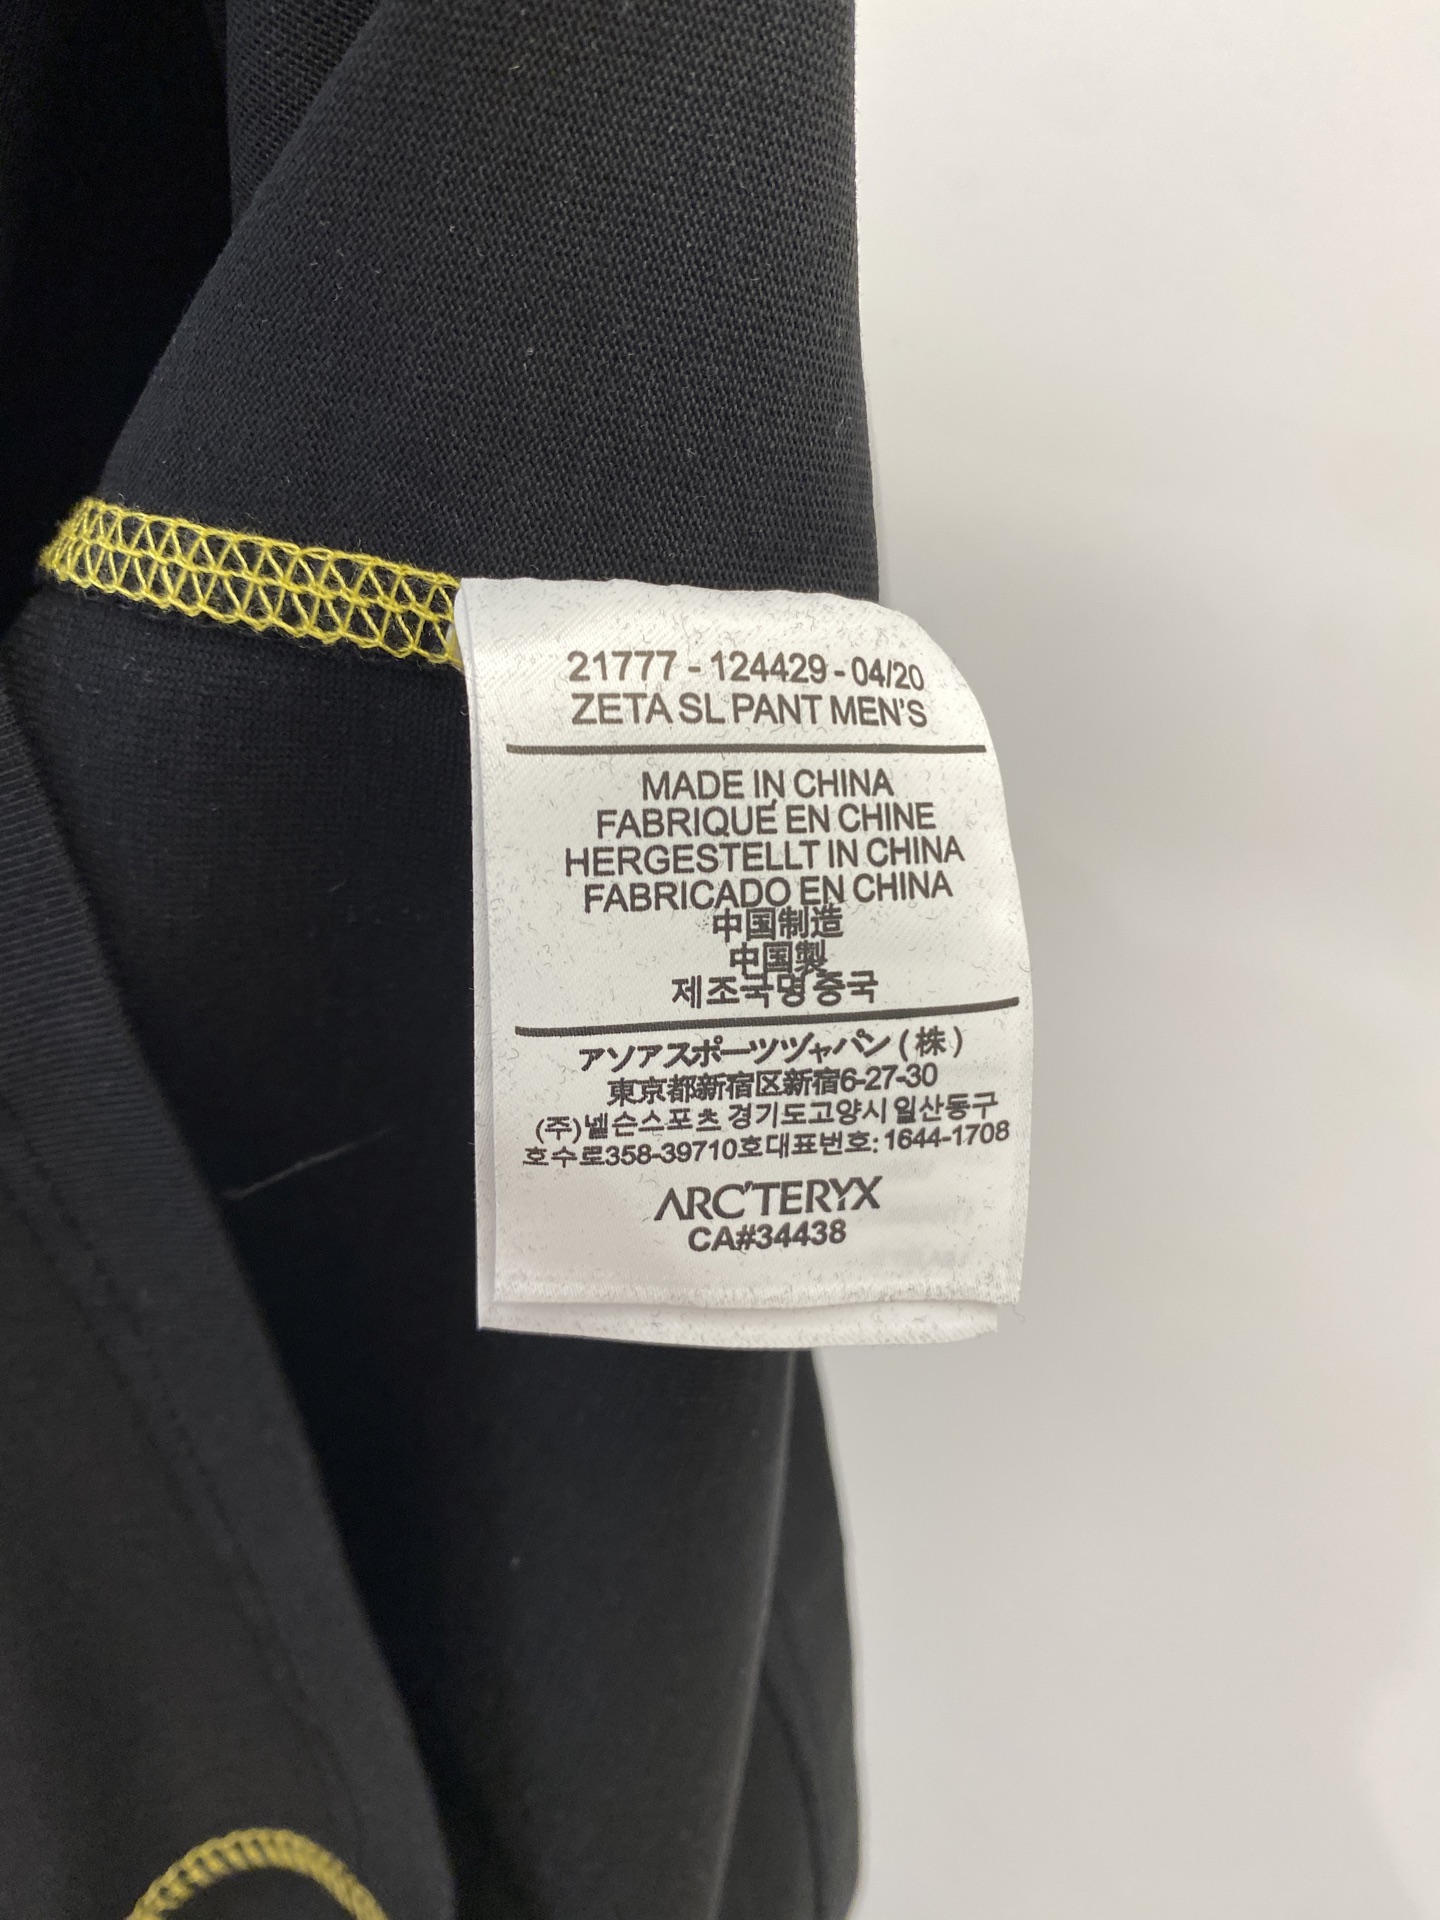 21777 - 124429 - 04/20
ZETA SL PANT MEN'S
MADE IN CHINA
FABRIQUÉ EN CHINE
HERGESTELLT IN CHINA
FABRICADO EN CHINA
中国制造
中国製
제조국명 중국
アソアスポーツヅャパン (株)
東京都新宿区新宿6-27-30
(주)넬슨스포츠 경기도고양시 일산동구
호수로358-39710호대표번호: 1644-1708
ARC'TERYX
CA#34438